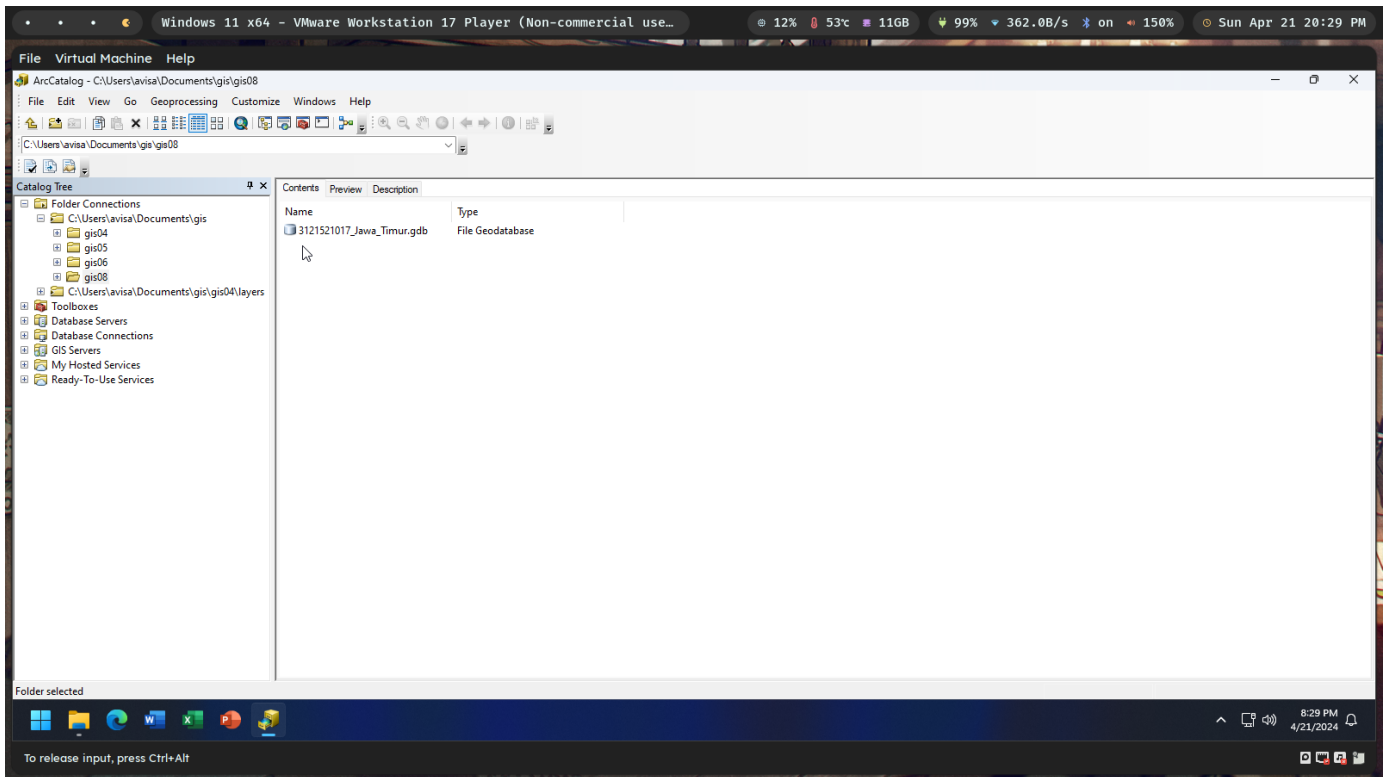 Windows 11 x64 - VMware Workstation 17 Player (Non-commercial use… 12% 53℃ 11GB 99% 362.0B/s on 150% Sun Apr 21 20:29 PM
File Virtual Machine Help
ArcCatalog - C:\Users\avisa\Documents\gis\gis08
File Edit View Go Geoprocessing Customize Windows Help
C:\Users\avisa\Documents\gis\gis08
Catalog Tree
Folder Connections
C:\Users\avisa\Documents\gis
gis04
gis05
gis06
gis08
C:\Users\avisa\Documents\gis\gis04\layers
Toolboxes
Database Servers
Database Connections
GIS Servers
My Hosted Services
Ready-To-Use Services
Contents Preview Description
Name Type
3121521017_Jawa_Timur.gdb File Geodatabase
Folder selected
8:29 PM
4/21/2024
To release input, press Ctrl+Alt